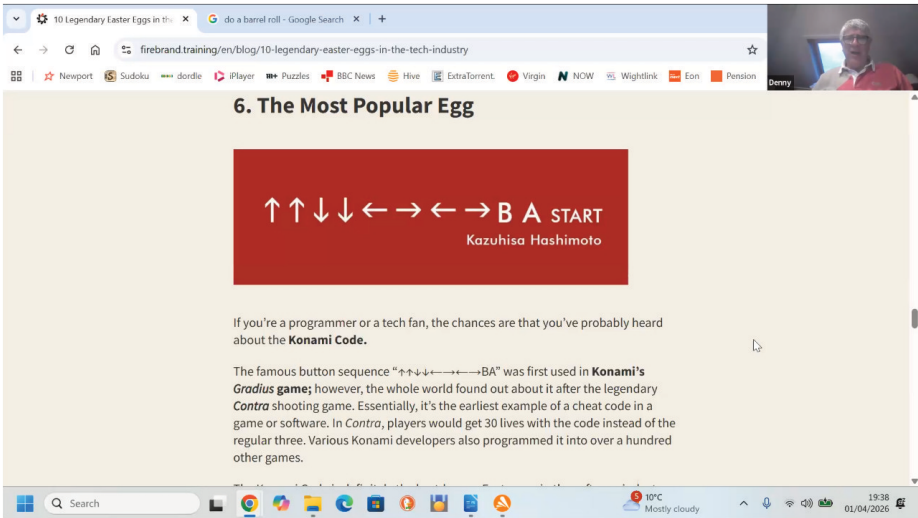 10 Legendary Easter Eggs in th
do a barrel roll - Google Search
firebrand.training/en/blog/10-legendary-easter-eggs-in-the-tech-industry
Newport Sudoku dordle iPlayer Puzzles BBC News Hive ExtraTorrent Virgin NOW Wightlink Eon Pension
Denny
6. The Most Popular Egg
↑↑↓↓←→←→B A START
Kazuhisa Hashimoto
If you're a programmer or a tech fan, the chances are that you've probably heard
about the Konami Code.
The famous button sequence “↑↑↓↓←→←→BA” was first used in Konami's
Gradius game; however, the whole world found out about it after the legendary
Contra shooting game. Essentially, it's the earliest example of a cheat code in a
game or software. In Contra, players would get 30 lives with the code instead of the
regular three. Various Konami developers also programmed it into over a hundred
other games.
Search
5
10°C
Mostly cloudy
19:38
01/04/2026